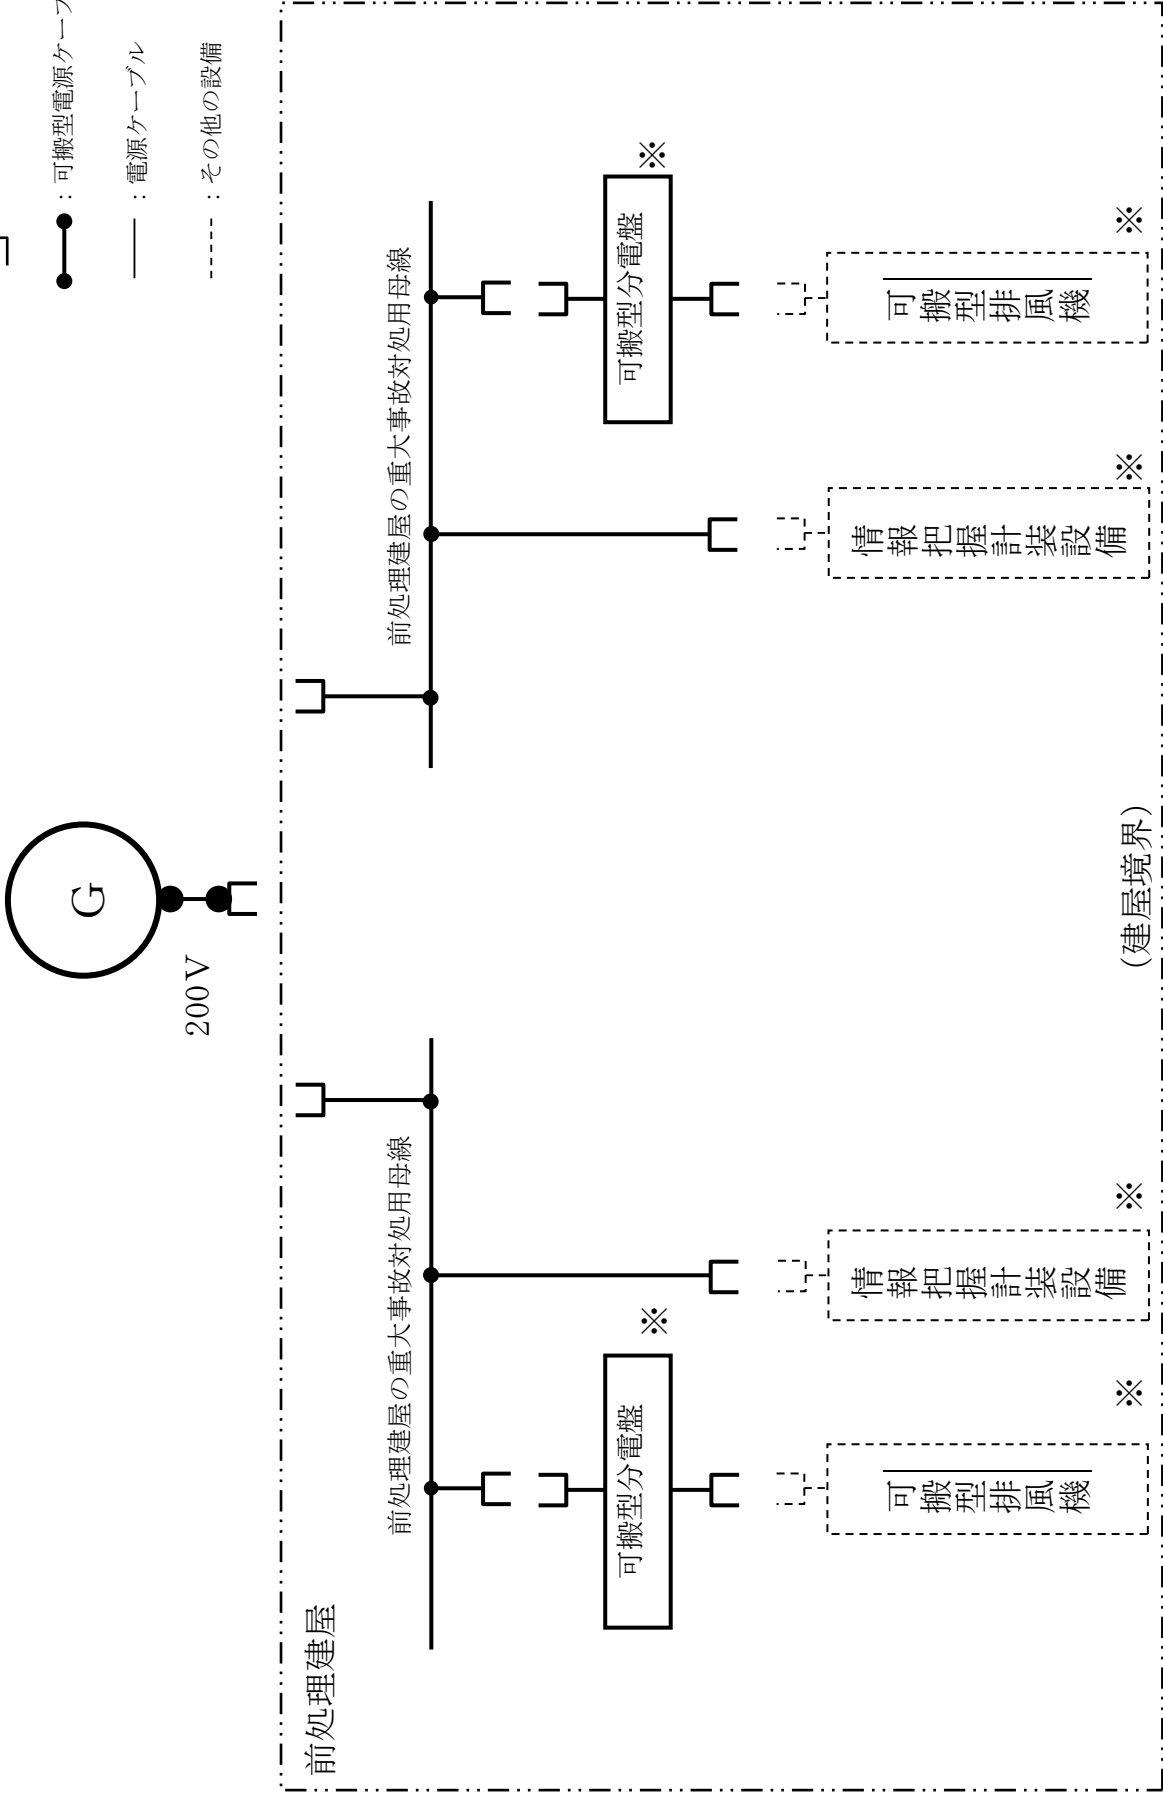 ：可搬型電源ケーブ
：電源ケーブル
：その他の設備
G
200V
前処理建屋
前処理建屋の重大事故対処用母線
前処理建屋の重大事故対処用母線
※
可搬型分電盤
※
可搬型分電盤
※
可搬型排風機
※
情報把握計装設備
※
情報把握計装設備
※
可搬型排風機
(建屋境界)